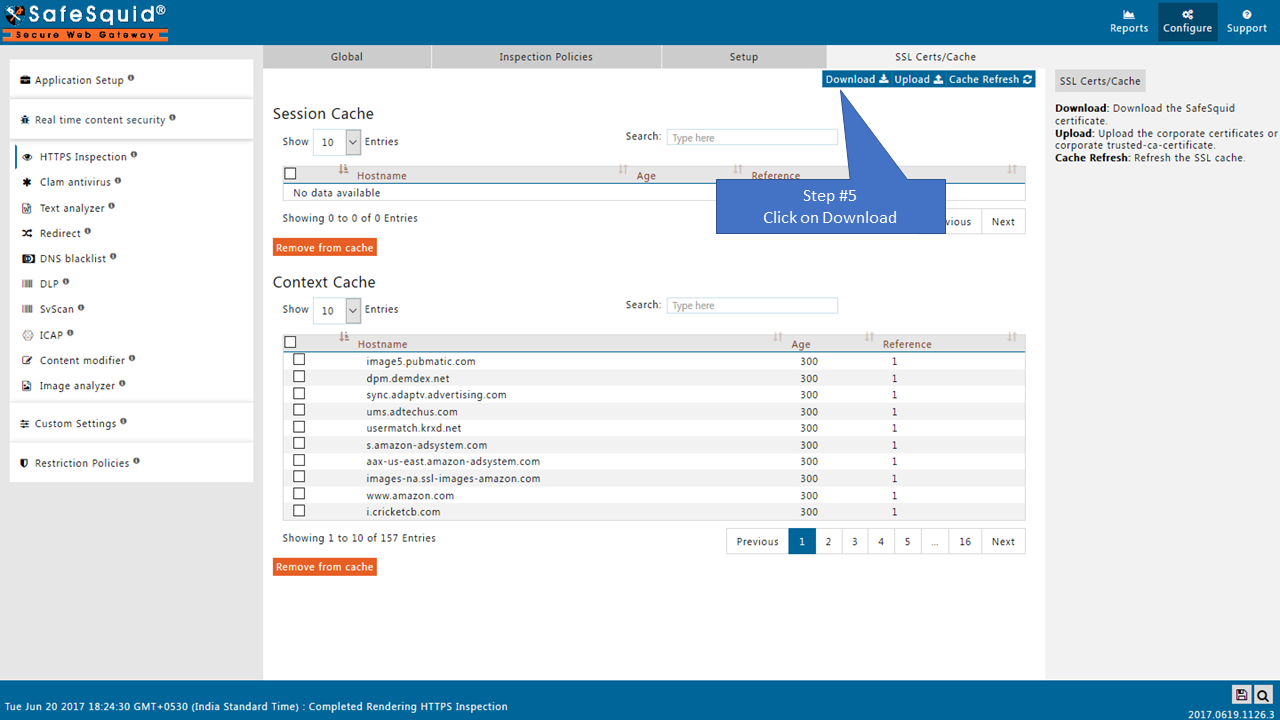 SafeSquid®
Secure Web Gateway
Reports
Configure
Support
Global
Inspection Policies
Setup
SSL Certs/Cache
Application Setup
Real time content security
HTTPS Inspection
Clam antivirus
Text analyzer
Redirect
DNS blacklist
DLP
SvScan
ICAP
Content modifier
Image analyzer
Custom Settings
Restriction Policies
Download Upload Cache Refresh
Session Cache
Show 10 Entries
Search: Type here
Hostname Age Reference
No data available
Showing 0 to 0 of 0 Entries
Next
Step #5
Click on Download
Remove from cache
Context Cache
Show 10 Entries
Search: Type here
Hostname Age Reference
image5.pubmatic.com 300 1
dpm.demdex.net 300 1
sync.adaptv.advertising.com 300 1
ums.adtechus.com 300 1
usermatch.krxd.net 300 1
s.amazon-adsystem.com 300 1
aax-us-east.amazon-adsystem.com 300 1
images-na.ssl-images-amazon.com 300 1
www.amazon.com 300 1
i.cricketcb.com 300 1
Showing 1 to 10 of 157 Entries
Previous 1 2 3 4 5 ... 16 Next
Remove from cache
SSL Certs/Cache
Download: Download the SafeSquid
certificate.
Upload: Upload the corporate certificates or
corporate trusted-ca-certificate.
Cache Refresh: Refresh the SSL cache.
Tue Jun 20 2017 18:24:30 GMT+0530 (India Standard Time) : Completed Rendering HTTPS Inspection
2017.0619.1126.3